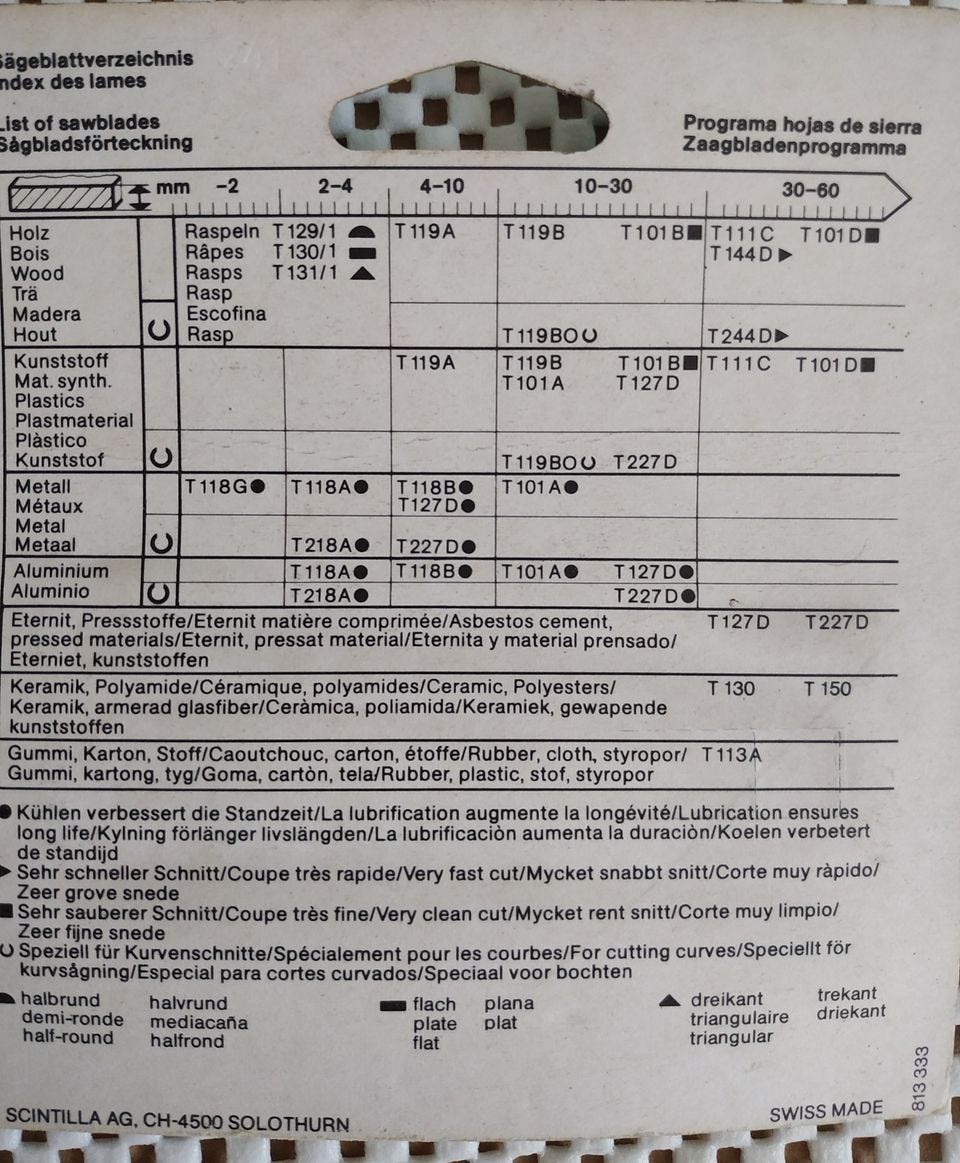 Sägeblattverzeichnis
Index des lames
List of sawblades
Sågbladsförteckning
Programa hojas de sierra
Zaagbladenprogramma
mm -2 2-4 4-10 10-30 30-60
Holz Raspeln T129/1 T119A T119B T101B■ T111C T101D■
Bois Râpes T130/1 T144D▶
Wood Rasps T131/1
Trä Rasp
Madera Escofina
Hout Rasp T119BO T244D▶
Kunststoff T119A T119B T101B■ T111C T101D■
Mat. synth. T101A T127D
Plastics
Plastmaterial
Plàstico
Kunststof T119BO T227D
Metall T118G● T118A● T118B● T101A●
Métaux T127D●
Metal
Metaal T218A● T227D●
Aluminium T118A● T118B● T101A● T127D●
Aluminio T218A● T227D●
Eternit, Pressstoffe/Eternit matière comprimée/Asbestos cement, T127D T227D
pressed materials/Eternit, pressat material/Eternita y material prensado/
Eterniet, kunststoffen
Keramik, Polyamide/Céramique, polyamides/Ceramic, Polyesters/ T130 T150
Keramik, armerad glasfiber/Ceràmica, poliamida/Keramiek, gewapende
kunststoffen
Gummi, Karton, Stoff/Caoutchouc, carton, étoffe/Rubber, cloth, styropor/ T113A
Gummi, kartong, tyg/Goma, cartòn, tela/Rubber, plastic, stof, styropor
● Kühlen verbessert die Standzeit/La lubrification augmente la longévité/Lubrication ensures
long life/Kylning förlänger livslängden/La lubrificaciòn aumenta la duraciòn/Koelen verbetert
de standijd
▶ Sehr schneller Schnitt/Coupe très rapide/Very fast cut/Mycket snabbt snitt/Corte muy ràpido/
Zeer grove snede
■ Sehr sauberer Schnitt/Coupe très fine/Very clean cut/Mycket rent snitt/Corte muy limpio/
Zeer fijne snede
Speziell für Kurvenschnitte/Spécialement pour les courbes/For cutting curves/Speciellt för
kurvsågning/Especial para cortes curvados/Speciaal voor bochten
halbrund halvrund flach plana dreikant trekant
demi-ronde mediacaña plate plat triangulaire driekant
half-round halfrond flat triangular
813 333
SCINTILLA AG, CH-4500 SOLOTHURN
SWISS MADE